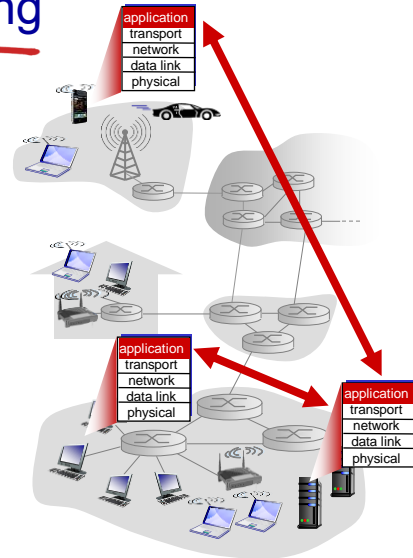 ng
application
transport
network
data link
physical
application
transport
network
data link
physical
application
transport
network
data link
physical